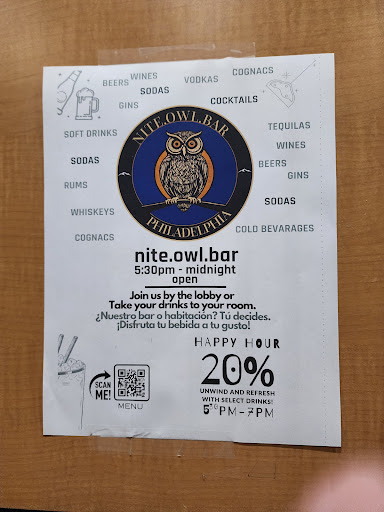 BEERS
WINES
SODAS
VODKAS
COGNACS
GINS
COCKTAILS
SOFT DRINKS
TEQUILAS
WINES
SODAS
BEERS
GINS
RUMS
SODAS
WHISKEYS
COLD BEVARAGES
COGNACS
NITE.OWL.BAR
PHILADELPHIA
nite.owl.bar
5:30pm - midnight
open
Join us by the lobby or
Take your drinks to your room.
¿Nuestro bar o habitación? Tú decides.
¡Disfruta tu bebida a tu gusto!
SCAN
ME!
MENU
HAPPY HOUR
20%
UNWIND AND REFRESH
WITH SELECT DRINKS!
5³⁰PM-7PM